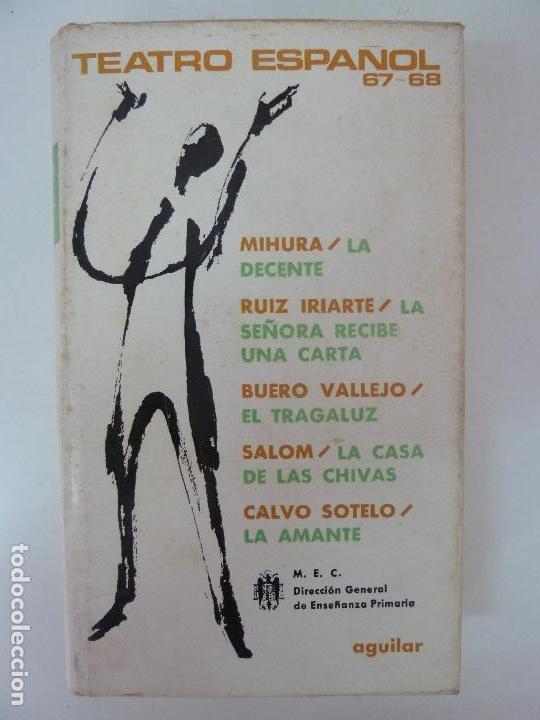 TEATRO ESPAÑOL
67-68
MIHURA / LA
DECENTE
RUIZ IRIARTE / LA
SEÑORA RECIBE
UNA CARTA
BUERO VALLEJO /
EL TRAGALUZ
SALOM / LA CASA
DE LAS CHIVAS
CALVO SOTELO /
LA AMANTE
M. E. C.
Dirección General
de Enseñanza Primaria
aguilar
todocoleccion.net